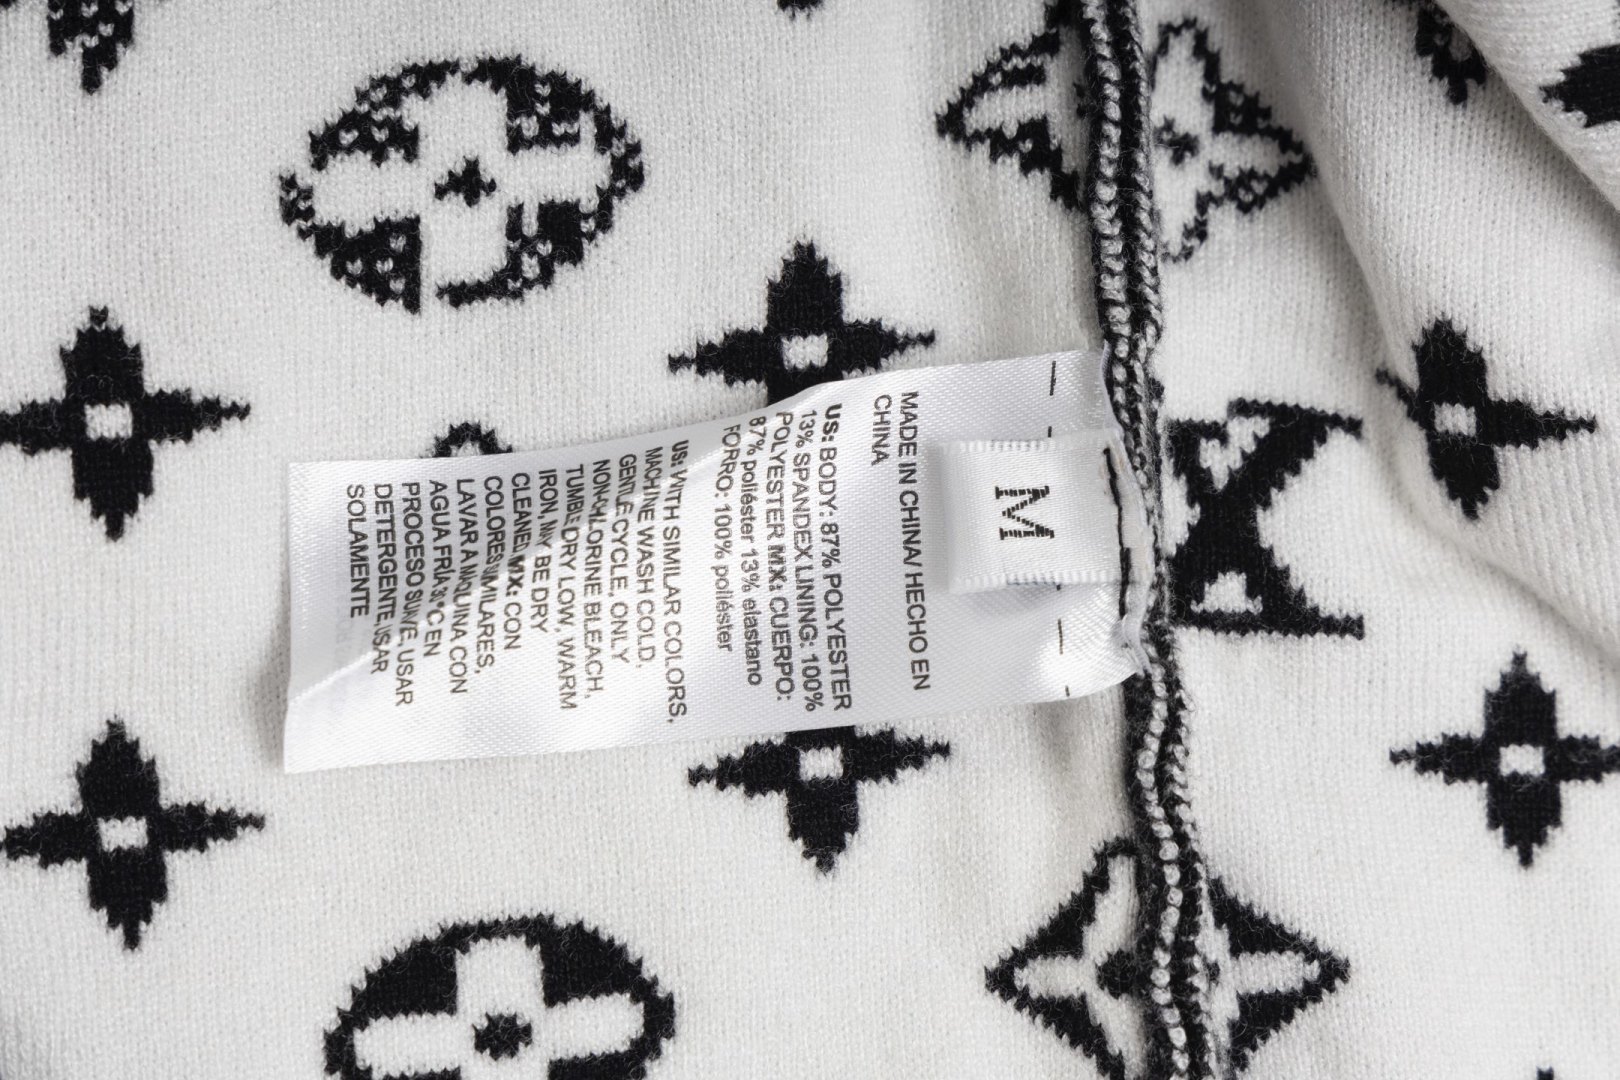 M
MADE IN CHINA/ HECHO EN
CHINA
US: BODY: 87% POLYESTER
13% SPANDEX LINING: 100%
POLYESTER MX: CUERPO:
87% poliéster 13% elastano
FORRO: 100% poliéster
US: WITH SIMILAR COLORS,
MACHINE WASH COLD,
GENTLE CYCLE, ONLY
NON-CHLORINE BLEACH,
TUMBLE DRY LOW, WARM
IRON, MAY BE DRY
CLEANED, MX: CON
COLORES SIMILARES,
LAVAR A MAQUINA CON
AGUA FRÍA 30°C EN
PROCESO SUAVE, USAR
DETERGENTE, USAR
SOLAMENTE